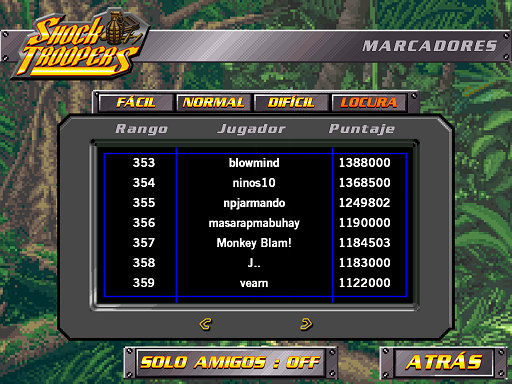 SHOCK TROOPERS
MARCADORES
FÁCIL NORMAL DIFÍCIL LOCURA
Rango Jugador Puntaje
353 blowmind 1388000
354 ninos10 1368500
355 npjarmando 1249802
356 masarapmabuhay 1190000
357 Monkey Blam! 1184503
358 J.. 1183000
359 vearn 1122000
SOLO AMIGOS : OFF ATRÁS